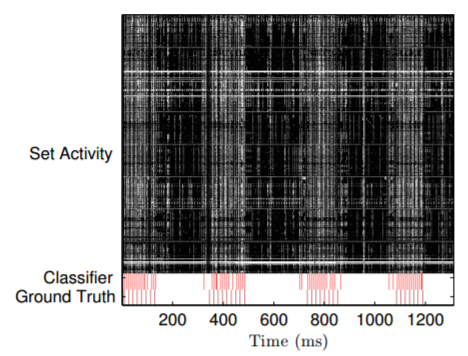 Set Activity
Classifier
Ground Truth
200 400 600 800 1000 1200
Time (ms)